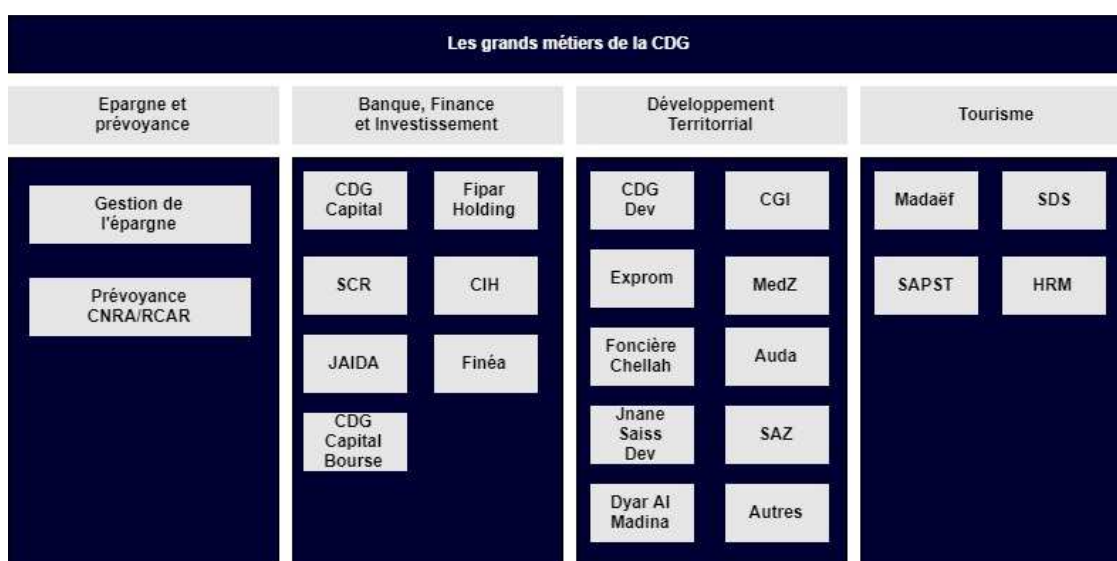 Les grands métiers de la CDG
Epargne et
prévoyance
Banque, Finance
et Investissement
Développement
Territorrial
Tourisme
Gestion de
l'épargne
Prévoyance
CNRA/RCAR
CDG
Capital
Fipar
Holding
SCR
CIH
JAIDA
Finéa
CDG
Capital
Bourse
CDG
Dev
CGI
Exprom
MedZ
Foncière
Chellah
Auda
Jnane
Saiss
Dev
SAZ
Dyar Al
Madina
Autres
Madaëf
SDS
SAPST
HRM